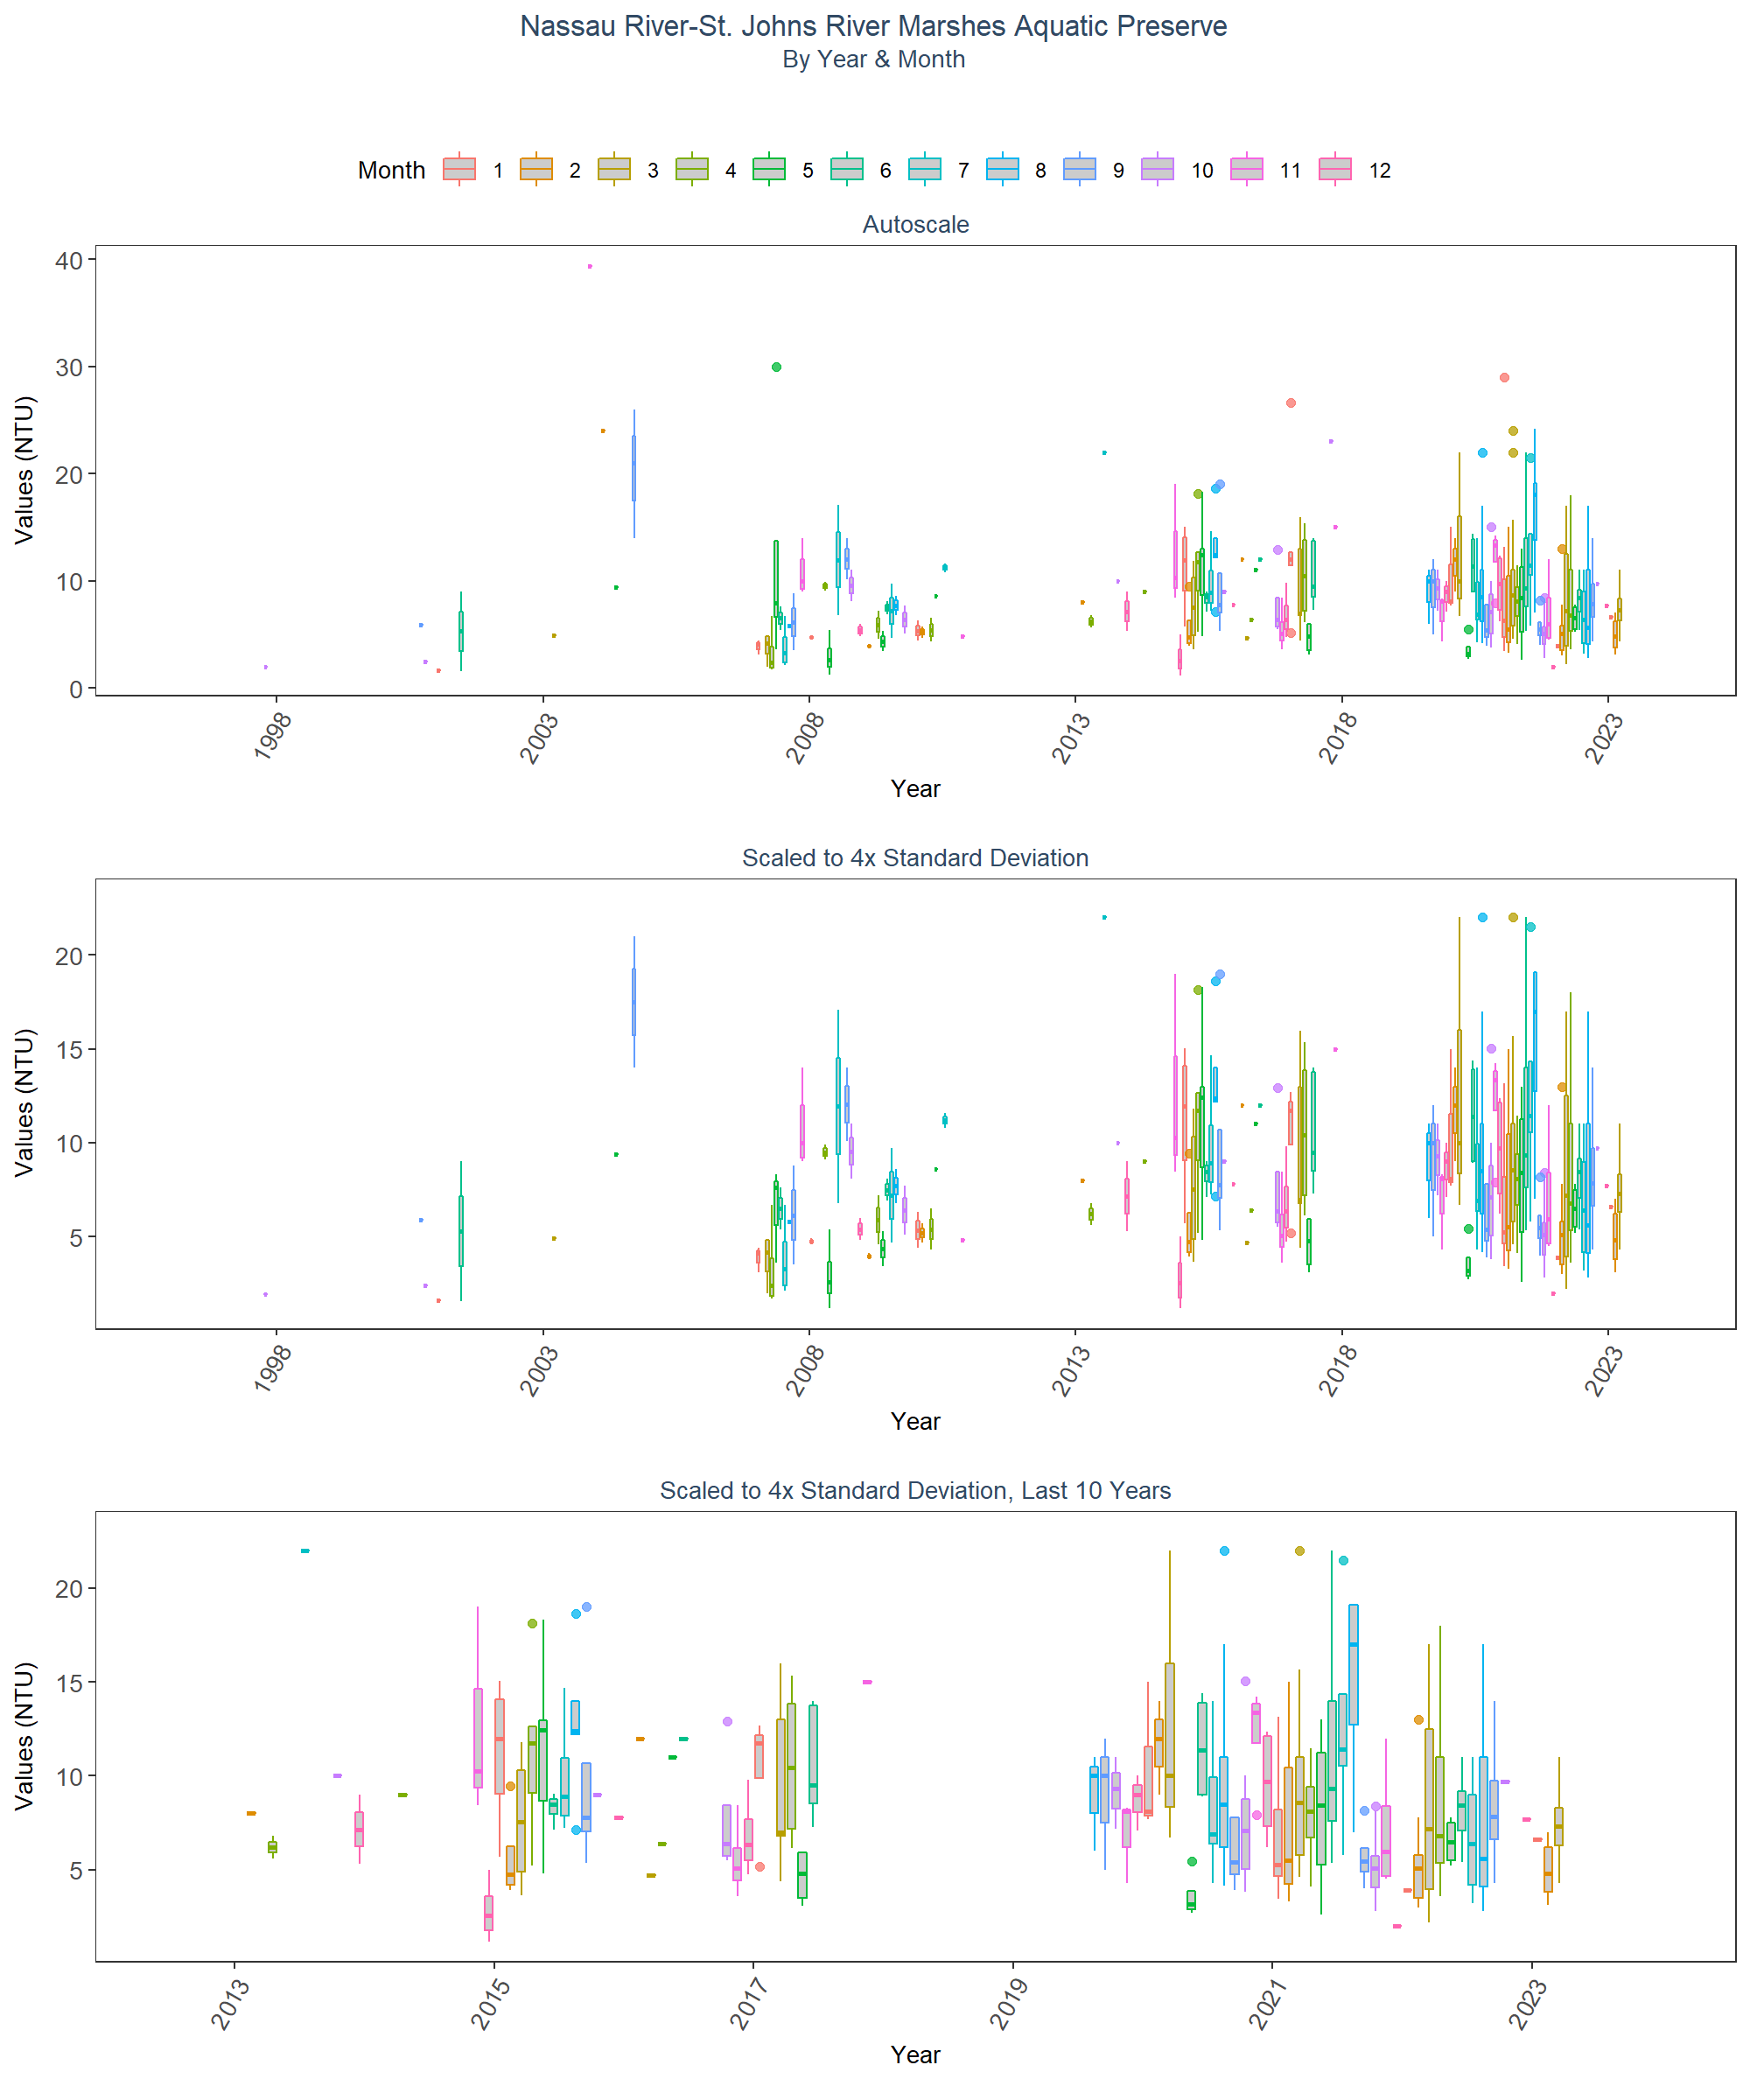 Nassau River-St. Johns River Marshes Aquatic Preserve
By Year & Month
Month 1 2 3 4 5 6 7 8 9 10 11 12
Autoscale
40
30
20
10
0
Values (NTU)
1998 2003 2008 2013 2018 2023
Year
Scaled to 4x Standard Deviation
20
15
10
5
Values (NTU)
1998 2003 2008 2013 2018 2023
Year
Scaled to 4x Standard Deviation, Last 10 Years
20
15
10
5
Values (NTU)
2013 2015 2017 2019 2021 2023
Year